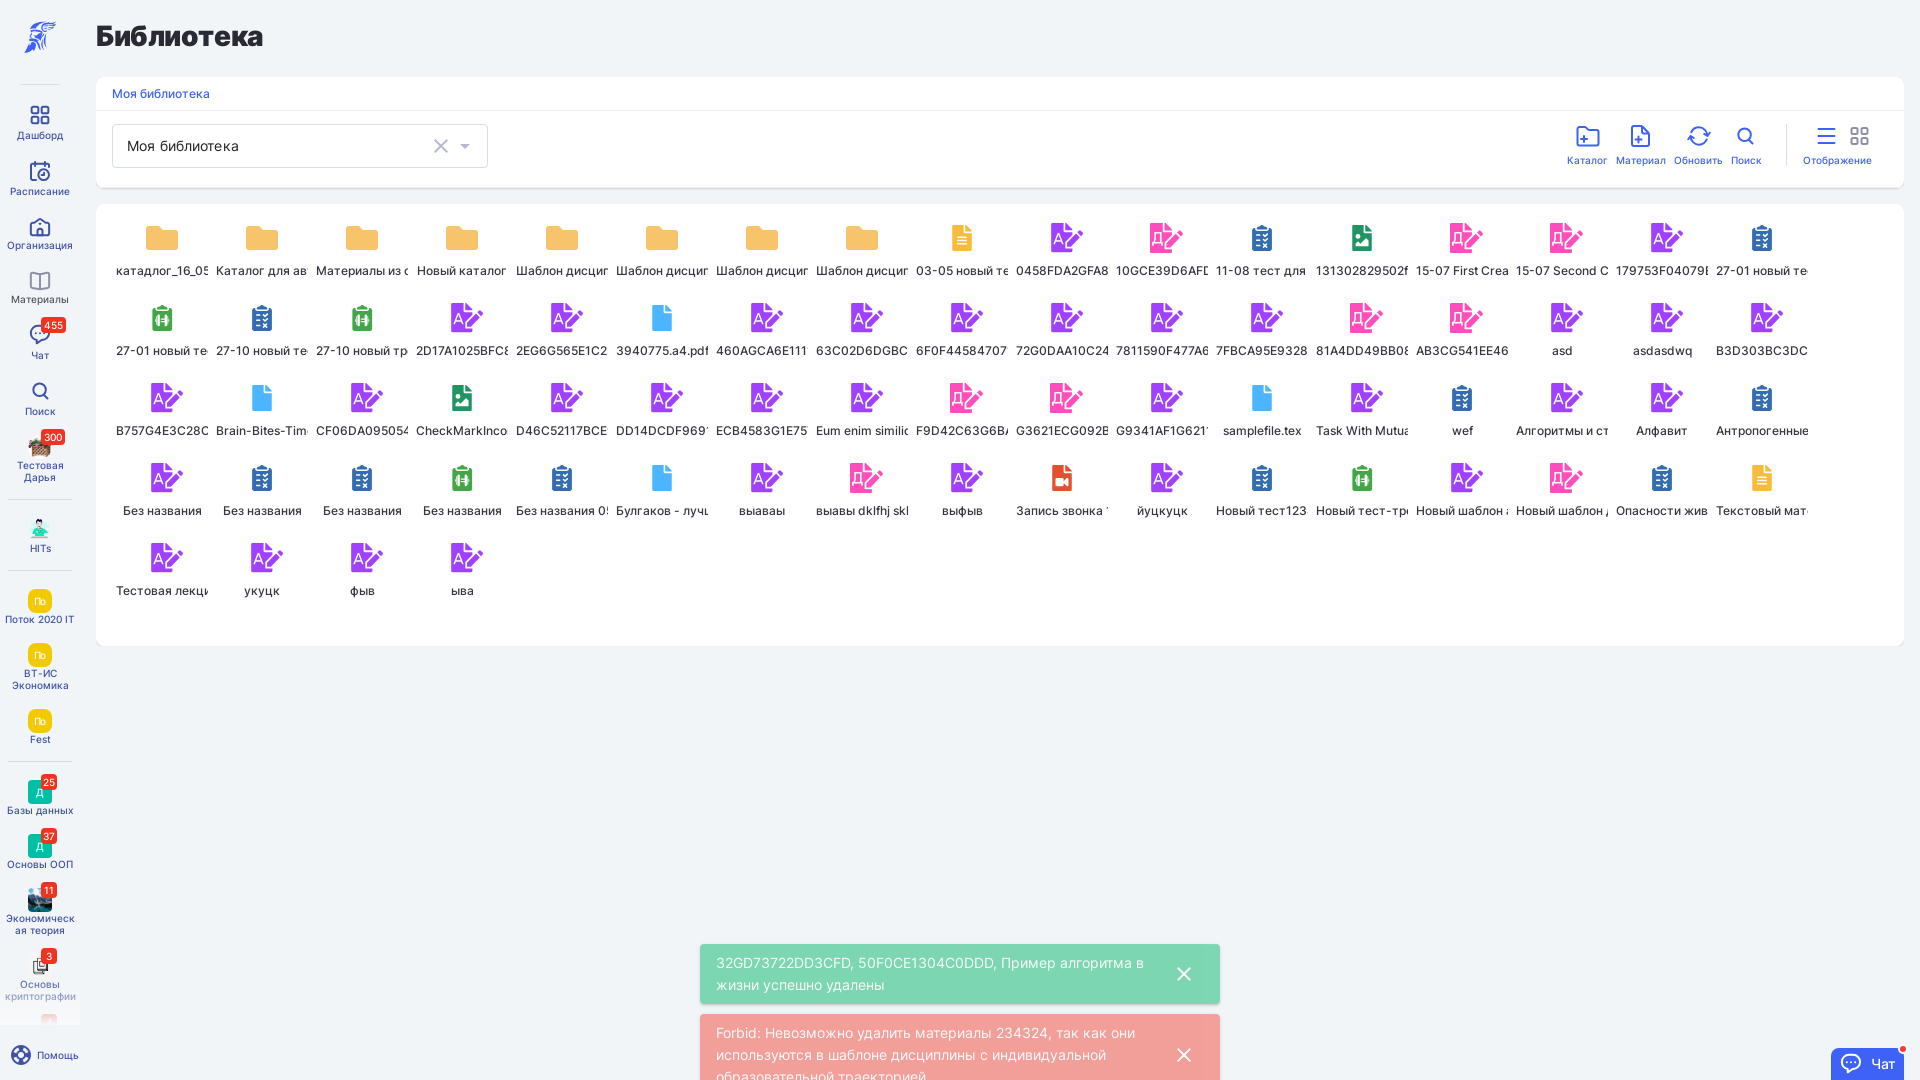 Библиотека
Моя библиотека
Моя библиотека
Каталог
Материал
Обновить
Поиск
Отображение
Дашборд
Расписание
Организация
Материалы
455
Чат
Поиск
300
Тестовая
Дарья
HITs
По
Поток 2020 IT
По
ВТ-ИС
Экономика
По
Fest
25
Д
Базы данных
37
Д
Основы ООП
11
Экономическ
ая теория
3
Основы
криптографии
Помощь
катадлог_16_05
Каталог для ав
Материалы из с
Новый каталог
Шаблон дисцип
Шаблон дисцип
Шаблон дисцип
Шаблон дисцип
03-05 новый те
0458FDA2GFA8
10GCE39D6AFD
11-08 тест для
131302829502f
15-07 First Crea
15-07 Second C
179753F04079E
27-01 новый те
27-01 новый те
27-10 новый те
27-10 новый тр
2D17A1025BFC8
2EG6G565E1C2
3940775.a4.pdf
460AGCA6E111
63C02D6DGBC
6F0F44584707
72G0DAA10C24
7811590F477A6
7FBCA95E9328
81A4DD49BB08
AB3CG541EE46
asd
asdasdwq
B3D303BC3DC
B757G4E3C28C
Brain-Bites-Tim
CF06DA095054
CheckMarkInco
D46C52117BCE
DD14DCDF969
ECB4583G1E75
Eum enim simili
F9D42C63G6BA
G3621ECG092B
G9341AF1G621
samplefile.tex
Task With Mutua
wef
Алгоритмы и ст
Алфавит
Антропогенные
Без названия
Без названия
Без названия
Без названия
Без названия 05
Булгаков - лучш
выаваы
выавы dklfhj skl
выфыв
Запись звонка
йуцкуцк
Новый тест123
Новый тест-тре
Новый шаблон а
Новый шаблон д
Опасности жив
Текстовый мат
Тестовая лекци
укуцк
фыв
ыва
32GD73722DD3CFD, 50F0CE1304C0DDD, Пример алгоритма в
жизни успешно удалены
Forbid: Невозможно удалить материалы 234324, так как они
используются в шаблоне дисциплины с индивидуальной
образовательной траекторией
Чат